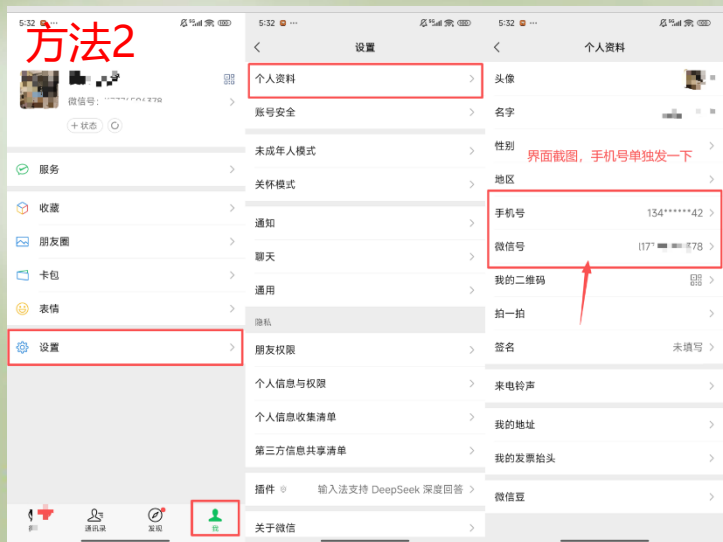 方法2
5:32
微信号:
+ 状态
服务
收藏
朋友圈
卡包
表情
设置
通讯录
发现
我
5:32
设置
个人资料
账号安全
未成年人模式
关怀模式
通知
聊天
通用
隐私
朋友权限
个人信息与权限
个人信息收集清单
第三方信息共享清单
插件 输入法支持 DeepSeek 深度回答
关于微信
5:32
个人资料
头像
名字
性别
界面截图，手机号单独发一下
地区
手机号 134******42
微信号
我的二维码
拍一拍
签名 未填写
来电铃声
我的地址
我的发票抬头
微信豆